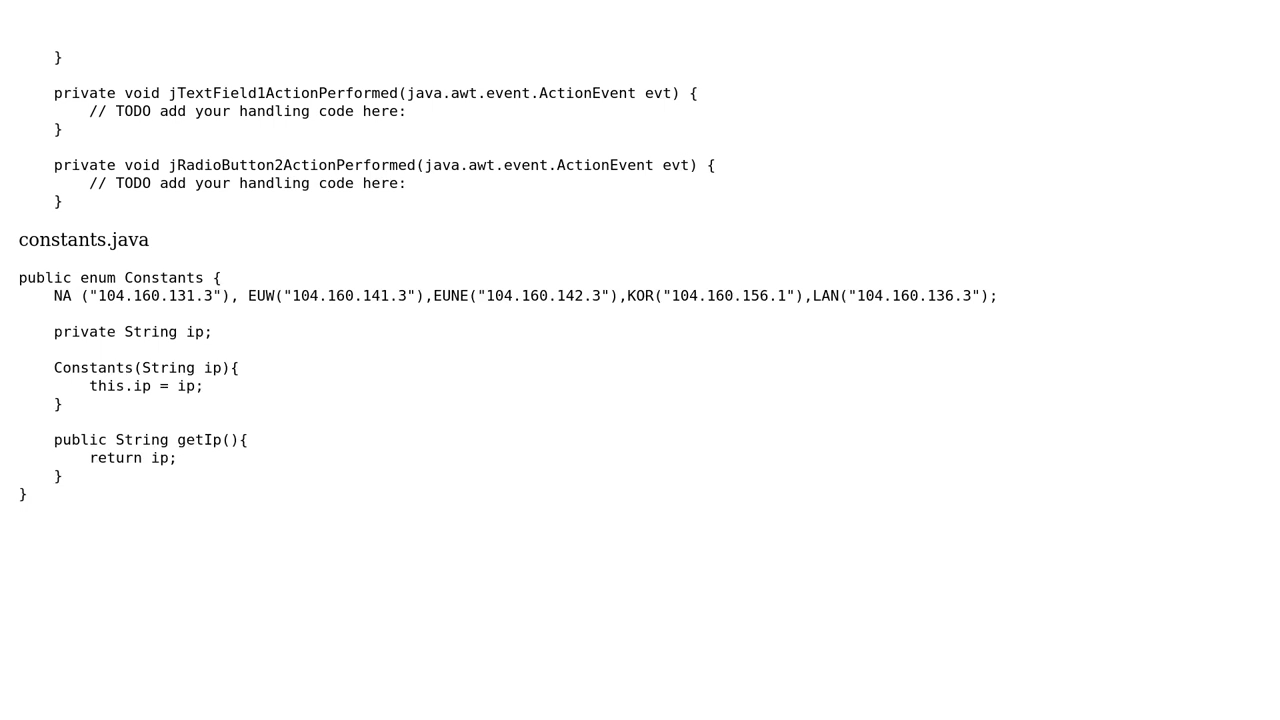 }
    private void jTextField1ActionPerformed(java.awt.event.ActionEvent evt) {
        // TODO add your handling code here:
    }
    private void jRadioButton2ActionPerformed(java.awt.event.ActionEvent evt) {
        // TODO add your handling code here:
    }
constants.java
public enum Constants {
    NA ("104.160.131.3"), EUW("104.160.141.3"),EUNE("104.160.142.3"),KOR("104.160.156.1"),LAN("104.160.136.3");
    private String ip;
    Constants(String ip){
        this.ip = ip;
    }
    public String getIp(){
        return ip;
    }
}